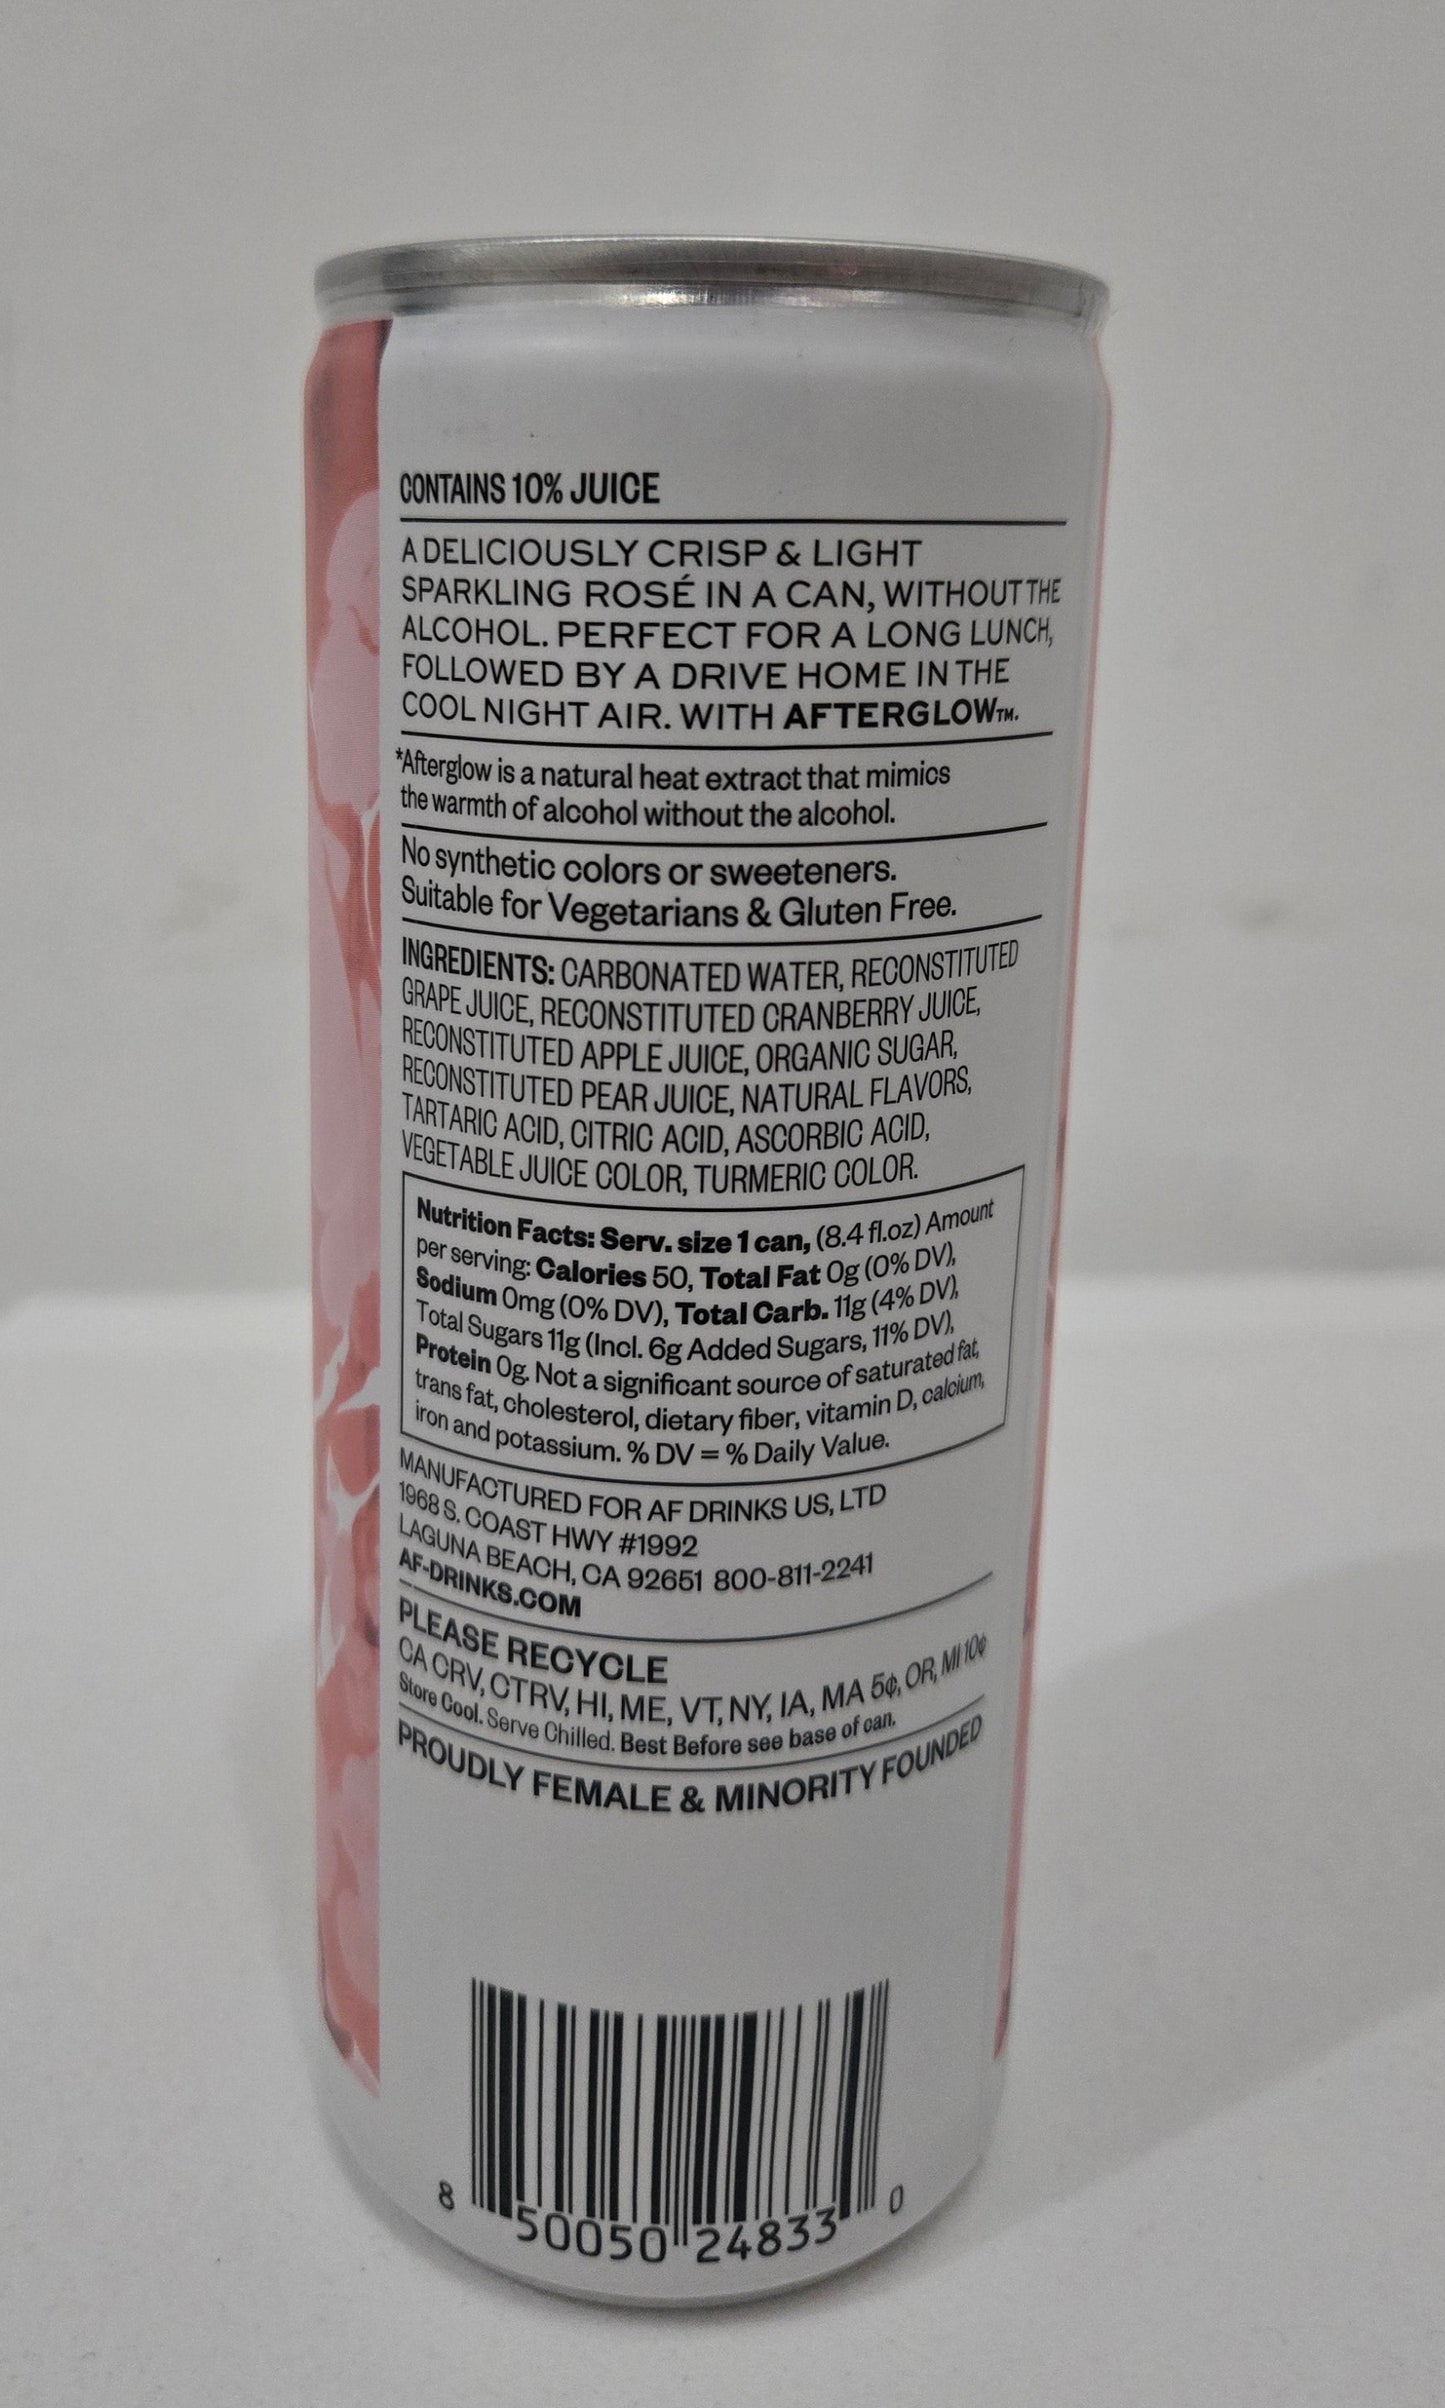 CONTAINS 10% JUICE
A DELICIOUSLY CRISP & LIGHT
SPARKLING ROSÉ IN A CAN, WITHOUT THE
ALCOHOL. PERFECT FOR A LONG LUNCH,
FOLLOWED BY A DRIVE HOME IN THE
COOL NIGHT AIR. WITH AFTERGLOW™.
*Afterglow is a natural heat extract that mimics
the warmth of alcohol without the alcohol.
No synthetic colors or sweeteners.
Suitable for Vegetarians & Gluten Free.
INGREDIENTS: CARBONATED WATER, RECONSTITUTED
GRAPE JUICE, RECONSTITUTED CRANBERRY JUICE,
RECONSTITUTED APPLE JUICE, ORGANIC SUGAR,
RECONSTITUTED PEAR JUICE, NATURAL FLAVORS,
TARTARIC ACID, CITRIC ACID, ASCORBIC ACID,
VEGETABLE JUICE COLOR, TURMERIC COLOR.
Nutrition Facts: Serv. size 1 can, (8.4 fl.oz) Amount
per serving: Calories 50, Total Fat 0g (0% DV),
Sodium 0mg (0% DV), Total Carb. 11g (4% DV),
Total Sugars 11g (Incl. 6g Added Sugars, 11% DV),
Protein 0g. Not a significant source of saturated fat,
trans fat, cholesterol, dietary fiber, vitamin D, calcium,
iron and potassium. % DV = % Daily Value.
MANUFACTURED FOR AF DRINKS US, LTD
1968 S. COAST HWY #1992
LAGUNA BEACH, CA 92651 800-811-2241
AF-DRINKS.COM
PLEASE RECYCLE
CA CRV, CTRV, HI, ME, VT, NY, IA, MA 5¢, OR, MI 10¢
Store Cool. Serve Chilled. Best Before see base of can.
PROUDLY FEMALE & MINORITY FOUNDED
8 50050 24833 0